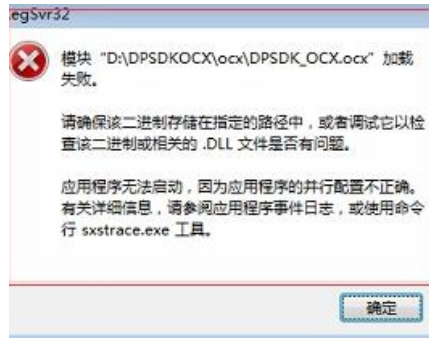 egSvr32
模块 “D:\DPSDKOCX\ocx\DPSDK_OCX.ocx” 加载
失败。
请确保该二进制存储在指定的路径中，或者调试它以检
查该二进制或相关的 .DLL 文件是否有问题。
应用程序无法启动，因为应用程序的并行配置不正确。
有关详细信息，请参阅应用程序事件日志，或使用命令
行 sxstrace.exe 工具。
确定